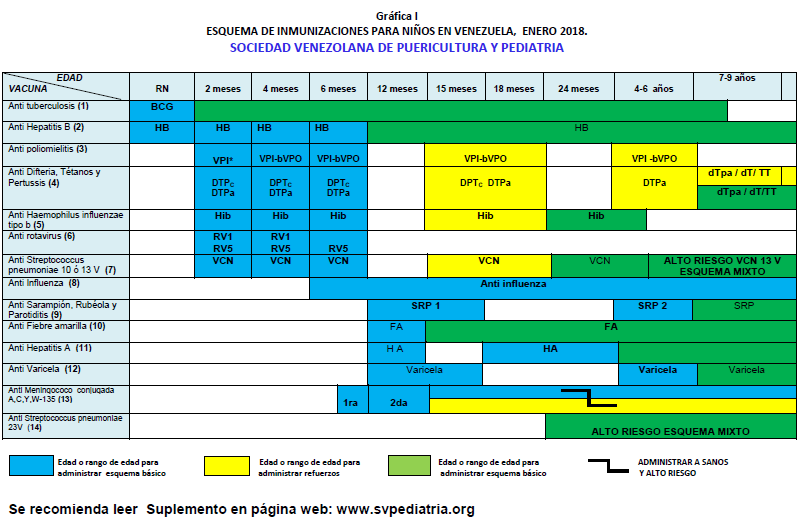 Gráfica I
ESQUEMA DE INMUNIZACIONES PARA NIÑOS EN VENEZUELA, ENERO 2018.
SOCIEDAD VENEZOLANA DE PUERICULTURA Y PEDIATRIA
EDAD
VACUNA
RN
2 meses
4 meses
6 meses
12 meses
15 meses
18 meses
24 meses
4-6 años
7-9 años
Anti tuberculosis (1)
BCG
Anti Hepatitis B (2)
HB
HB
HB
HB
HB
Anti poliomielitis (3)
VPI*
VPI-bVPO
VPI-bVPO
VPI-bVPO
VPI -bVPO
Anti Difteria, Tétanos y
Pertussis (4)
DTPC
DTPa
DPTC
DTPa
DPTC
DTPa
DPTC DTPa
DTPa
dTpa / dT/ TT
dTpa / dT/TT
Anti Haemophilus influenzae
tipo b (5)
Hib
Hib
Hib
Hib
Hib
Anti rotavirus (6)
RV1
RV5
RV1
RV5
RV5
Anti Streptococcus
pneumoniae 10 ó 13 V (7)
VCN
VCN
VCN
VCN
VCN
ALTO RIESGO VCN 13 V
ESQUEMA MIXTO
Anti Influenza (8)
Anti influenza
Anti Sarampión, Rubéola y
Parotiditis (9)
SRP 1
SRP 2
SRP
Anti Fiebre amarilla (10)
FA
FA
Anti Hepatitis A (11)
H A
HA
Anti Varicela (12)
Varicela
Varicela
Varicela
Anti Meningococo conjugada
A,C,Y,W-135 (13)
1ra
2da
Anti Streptococcus pneumoniae
23V (14)
ALTO RIESGO ESQUEMA MIXTO
Edad o rango de edad para
administrar esquema básico
Edad o rango de edad para
administrar refuerzos
Edad o rango de edad para
administrar esquema básico
ADMINISTRAR A SANOS
Y ALTO RIESGO
Se recomienda leer Suplemento en página web: www.svpediatria.org